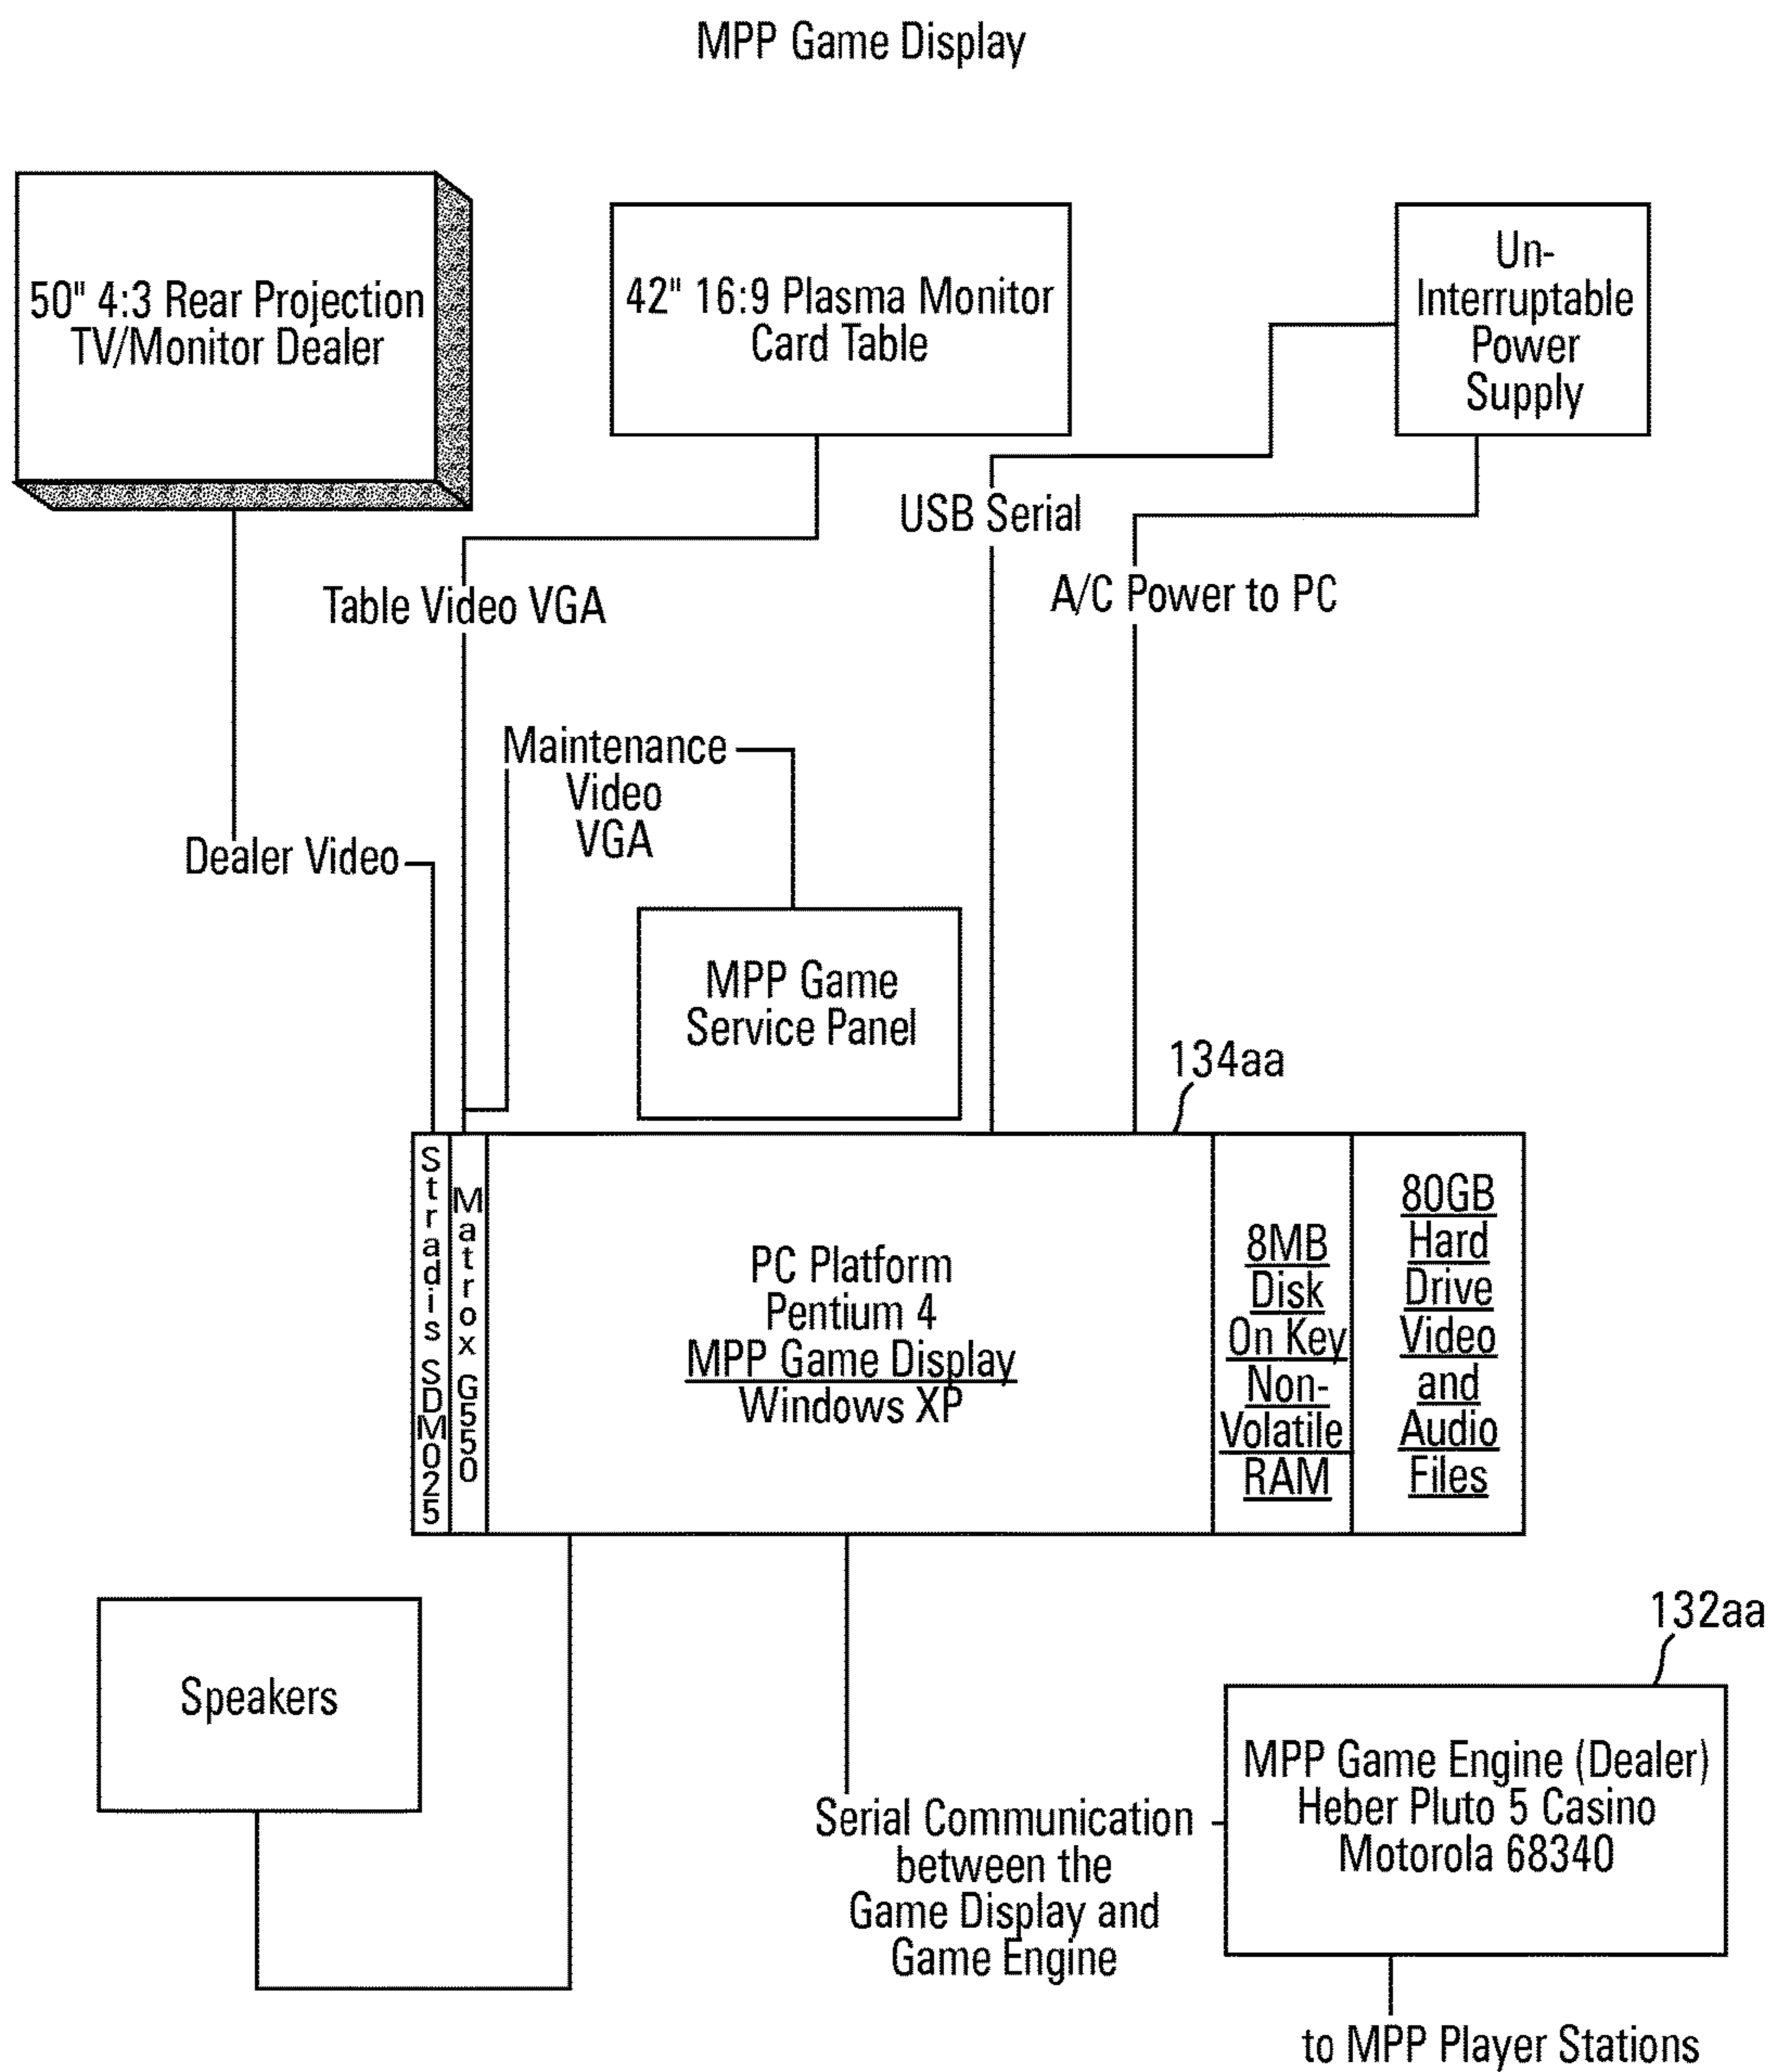 MPP Game Display
50" 4:3 Rear Projection
TV/Monitor Dealer
42" 16:9 Plasma Monitor
Card Table
Un-
Interruptable
Power
Supply
USB Serial
Table Video VGA
A/C Power to PC
Maintenance
Video
VGA
Dealer Video
MPP Game
Service Panel
134aa
Stradis SDM025
Matrox G550
PC Platform
Pentium 4
MPP Game Display
Windows XP
8MB
Disk
On Key
Non-
Volatile
RAM
80GB
Hard
Drive
Video
and
Audio
Files
Speakers
132aa
MPP Game Engine (Dealer)
Heber Pluto 5 Casino
Motorola 68340
Serial Communication
between the
Game Display and
Game Engine
to MPP Player Stations